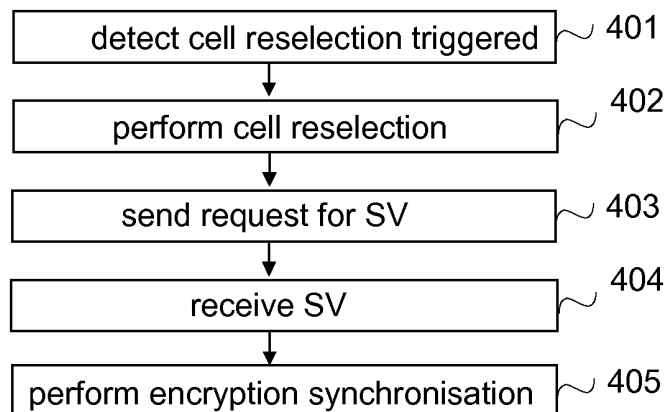 detect cell reselection triggered 401
perform cell reselection 402
send request for SV 403
receive SV 404
perform encryption synchronisation 405